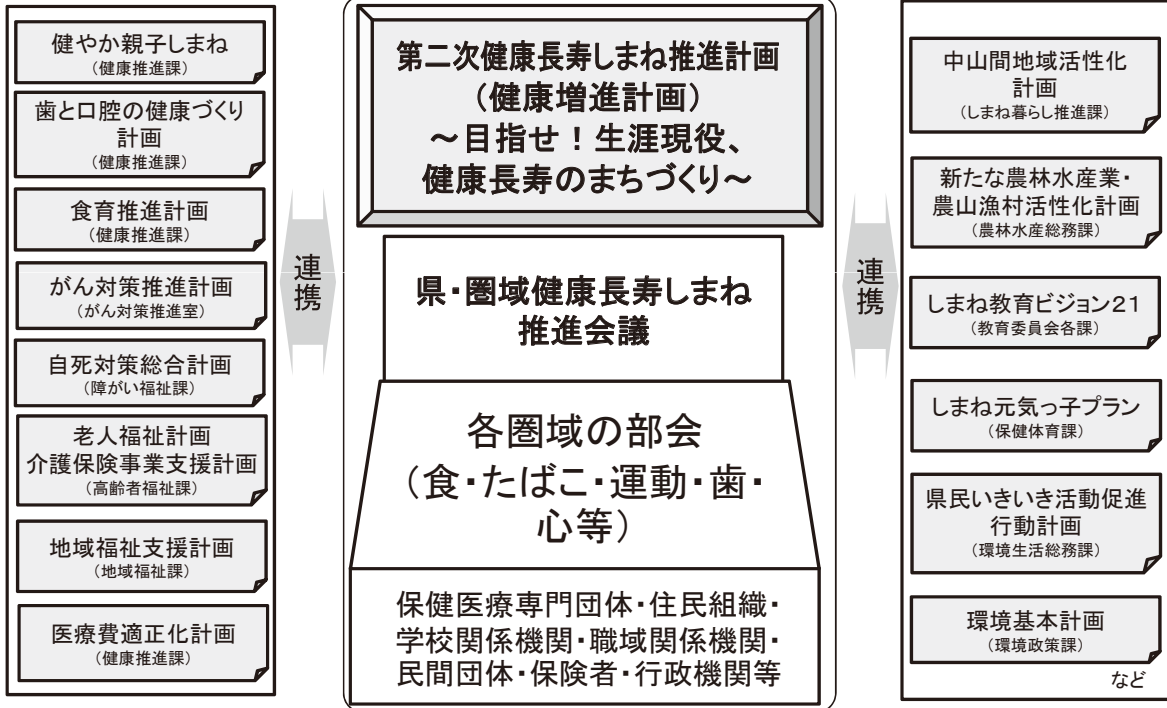 健やか親子しまね
(健康推進課)
歯と口腔の健康づくり
計画
(健康推進課)
食育推進計画
(健康推進課)
がん対策推進計画
(がん対策推進室)
自死対策総合計画
(障がい福祉課)
老人福祉計画
介護保険事業支援計画
(高齢者福祉課)
地域福祉支援計画
(地域福祉課)
医療費適正化計画
(健康推進課)
連
携
第二次健康長寿しまね推進計画
(健康増進計画)
~目指せ!生涯現役、
健康長寿のまちづくり~
県・圏域健康長寿しまね
推進会議
各圏域の部会
(食・たばこ・運動・歯・
心等)
保健医療専門団体・住民組織・
学校関係機関・職域関係機関・
民間団体・保険者・行政機関等
連
携
中山間地域活性化
計画
(しまね暮らし推進課)
新たな農林水産業・
農山漁村活性化計画
(農林水産総務課)
しまね教育ビジョン21
(教育委員会各課)
しまね元気っ子プラン
(保健体育課)
県民いきいき活動促進
行動計画
(環境生活総務課)
環境基本計画
(環境政策課)
など